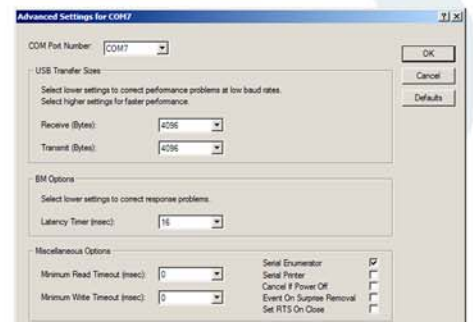 Advanced Settings for COM7
COM Port Number: COM7
OK
Cancel
Defaults
USB Transfer Sizes
Select lower settings to correct performance problems at low baud rates.
Select higher settings for faster performance.
Receive (Bytes): 4096
Transmit (Bytes): 4096
BM Options
Select lower settings to correct response problems.
Latency Timer (msec): 16
Miscellaneous Options
Minimum Read Timeout (msec): 0
Minimum Write Timeout (msec): 0
Serial Enumerator
Serial Printer
Cancel If Power Off
Event On Surprise Removal
Set RTS On Close